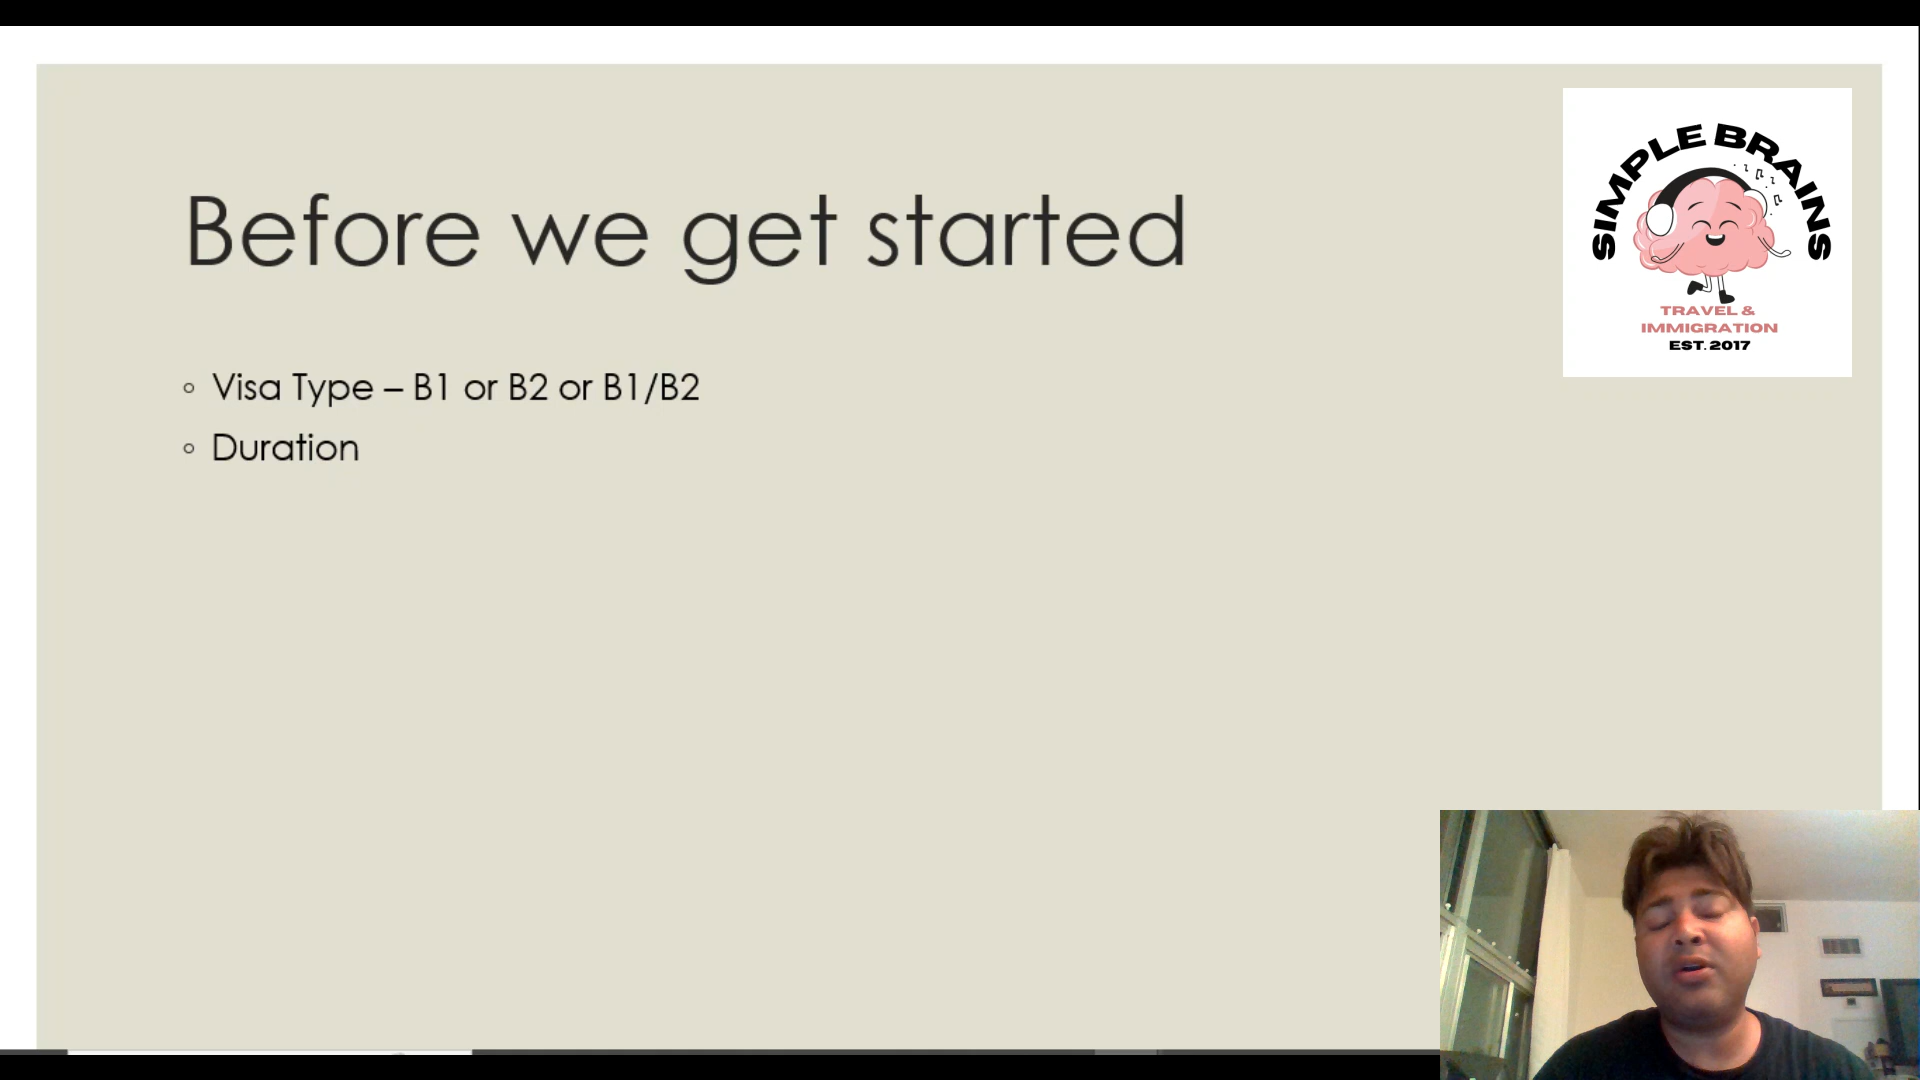 Before we get started
Visa Type – B1 or B2 or B1/B2
Duration
SIMPLE BRAINS
TRAVEL &
IMMIGRATION
EST. 2017